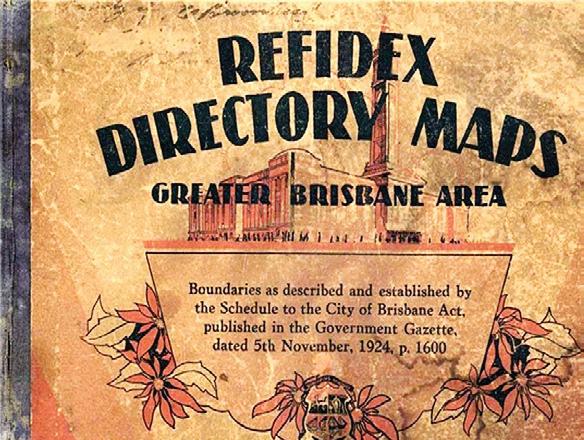 REFIDEX
DIRECTORY MAPS
GREATER BRISBANE AREA
Boundaries as described and established by
the Schedule to the City of Brisbane Act,
published in the Government Gazette,
dated 5th November, 1924, p. 1600